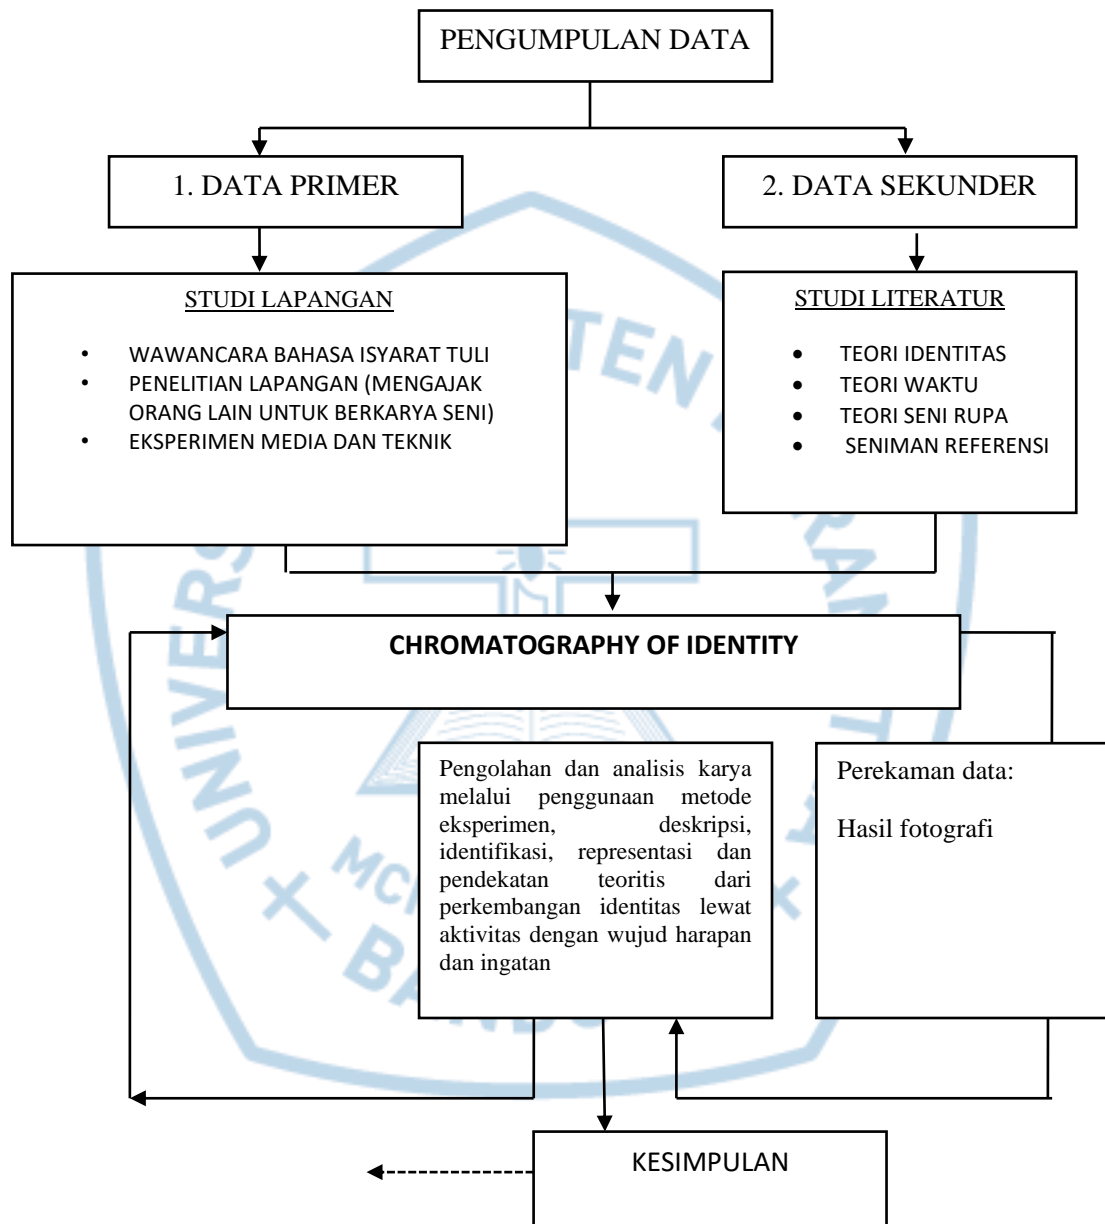 PENGUMPULAN DATA
1. DATA PRIMER
2. DATA SEKUNDER
STUDI LAPANGAN
• WAWANCARA BAHASA ISYARAT TULI
• PENELITIAN LAPANGAN (MENGAJAK
ORANG LAIN UNTUK BERKARYA SENI)
• EKSPERIMEN MEDIA DAN TEKNIK
STUDI LITERATUR
• TEORI IDENTITAS
• TEORI WAKTU
• TEORI SENI RUPA
• SENIMAN REFERENSI
CHROMATOGRAPHY OF IDENTITY
Pengolahan dan analisis karya
melalui penggunaan metode
eksperimen, deskripsi,
identifikasi, representasi dan
pendekatan teoritis dari
perkembangan identitas lewat
aktivitas dengan wujud harapan
dan ingatan
Perekaman data:
Hasil fotografi
KESIMPULAN